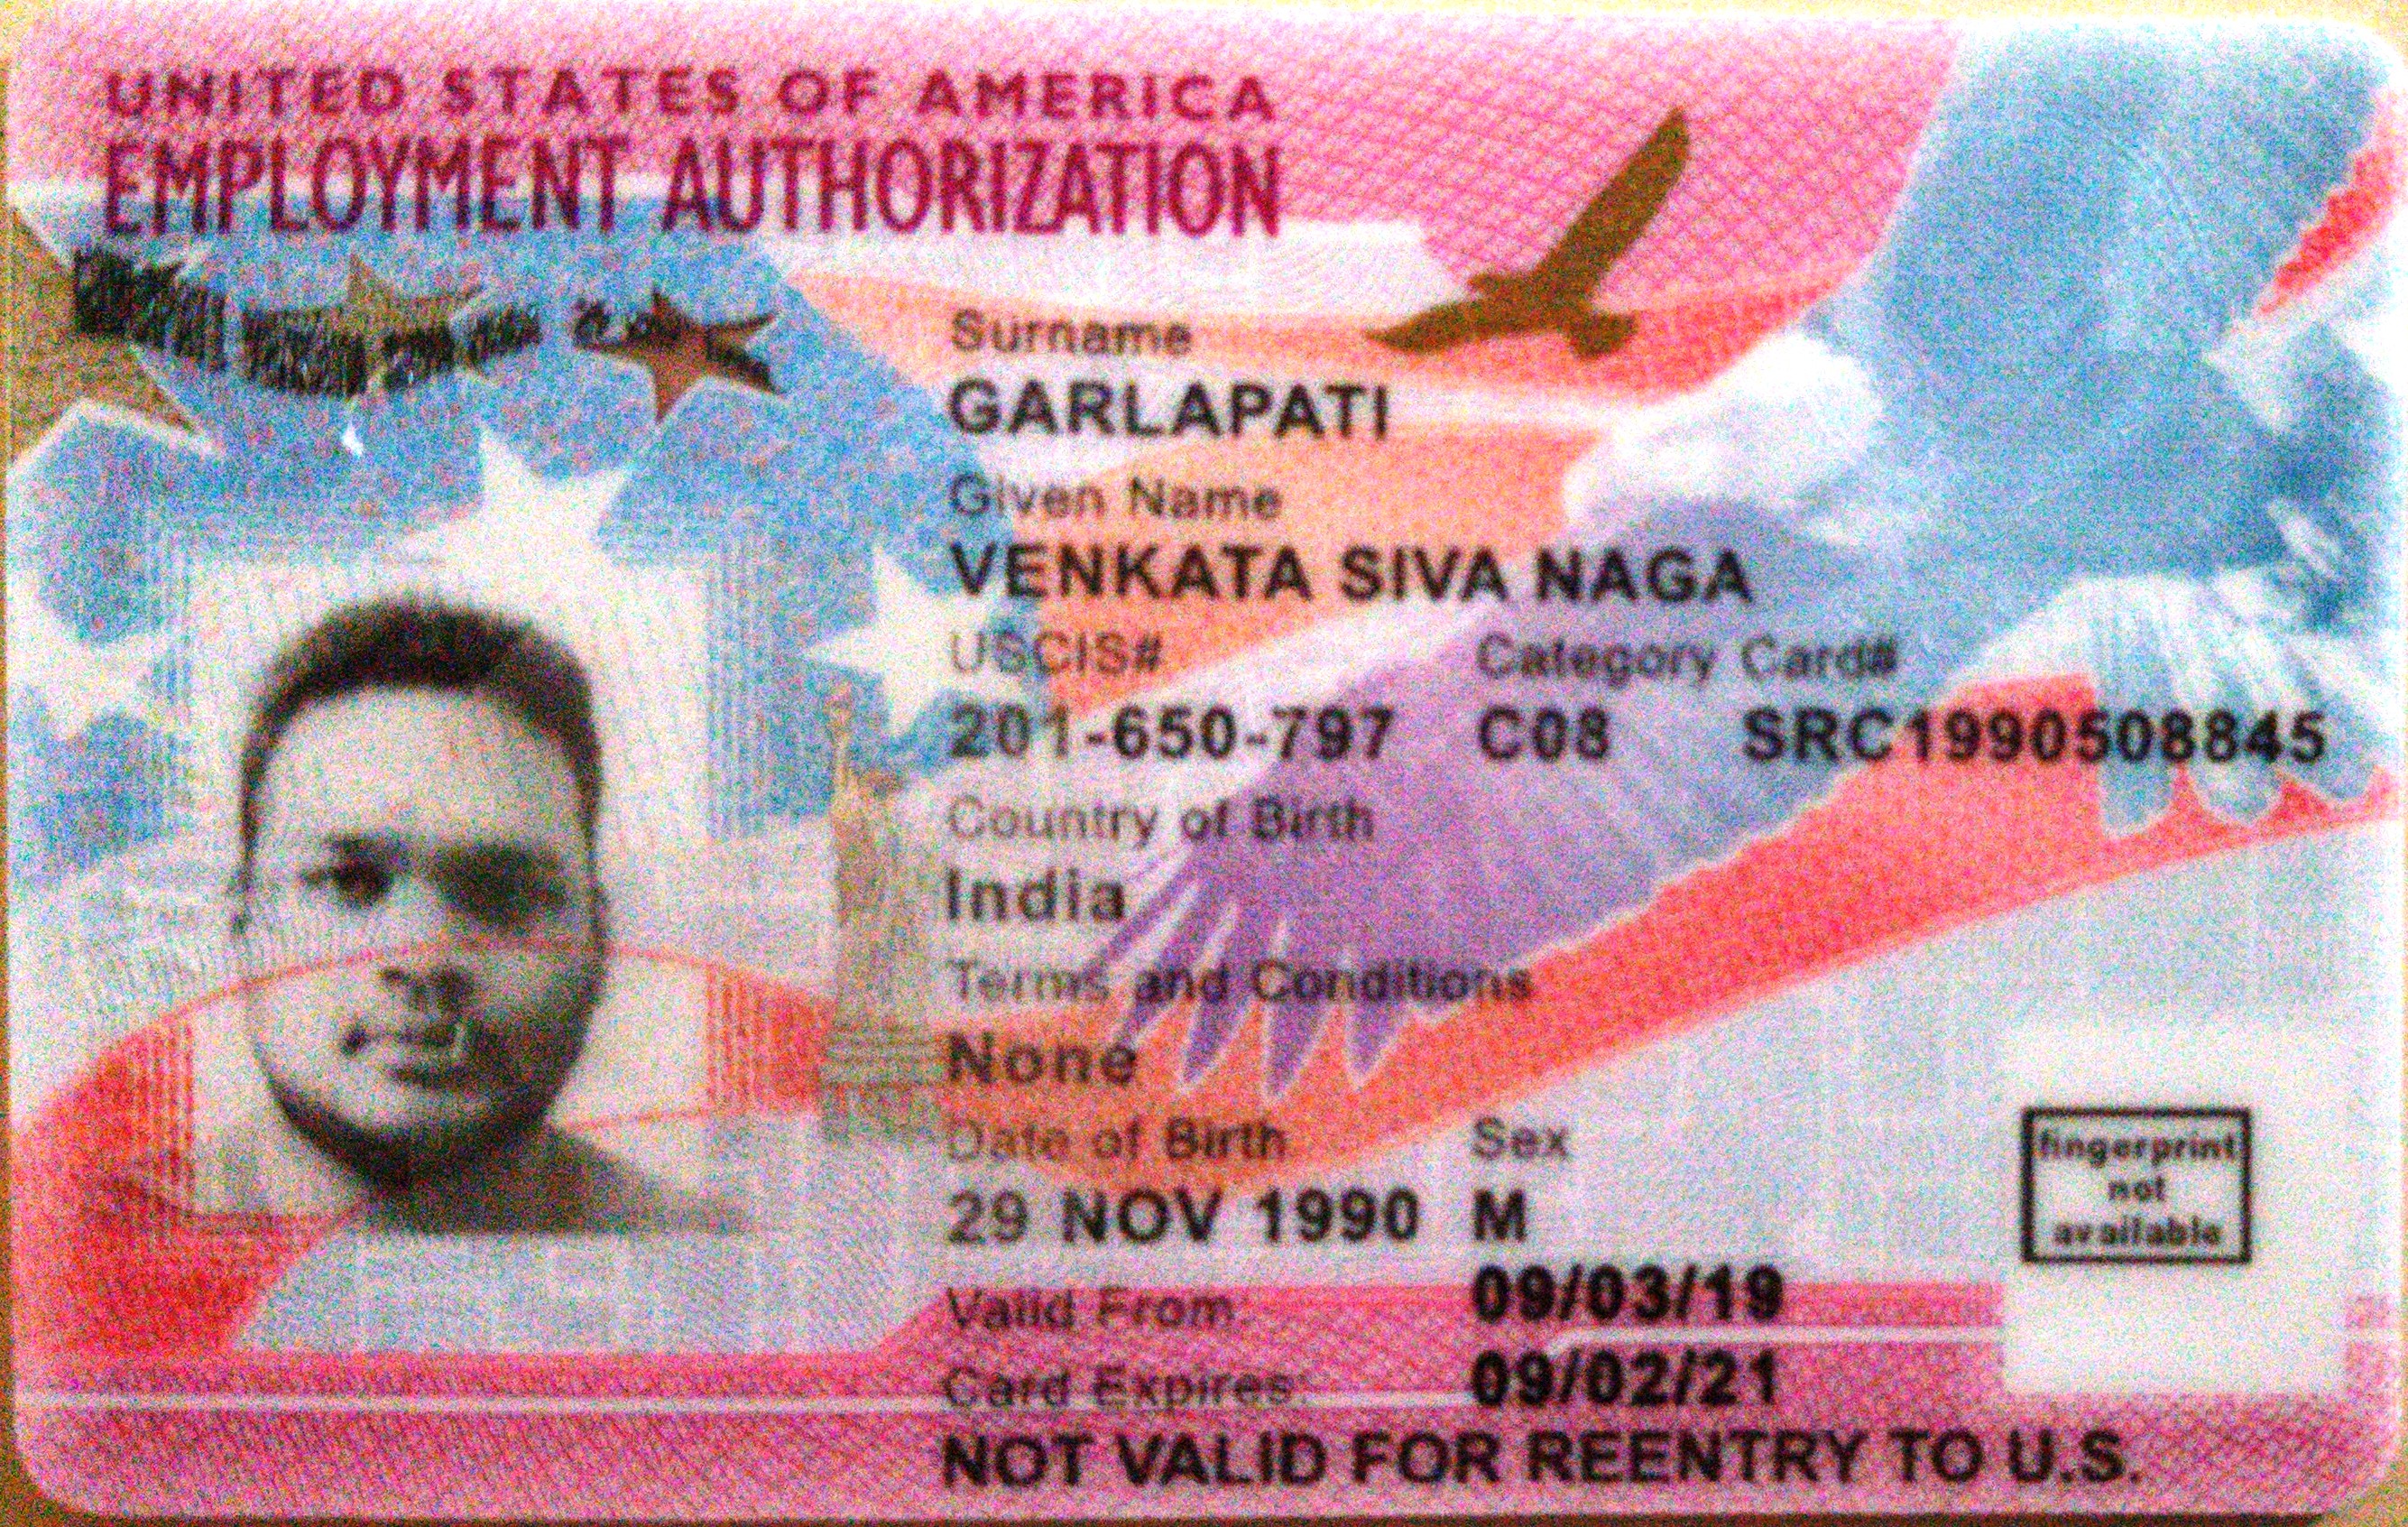 UNITED STATES OF AMERICA
EMPLOYMENT AUTHORIZATION
Surname
GARLAPATI
Given Name
VENKATA SIVA NAGA
USCIS# Category Card#
201-650-797 C08 SRC1990508845
Country of Birth
India
Terms and Conditions
None
Date of Birth Sex
29 NOV 1990 M
Valid From: 09/03/19
Card Expires: 09/02/21
NOT VALID FOR REENTRY TO U.S.
fingerprint
not
available